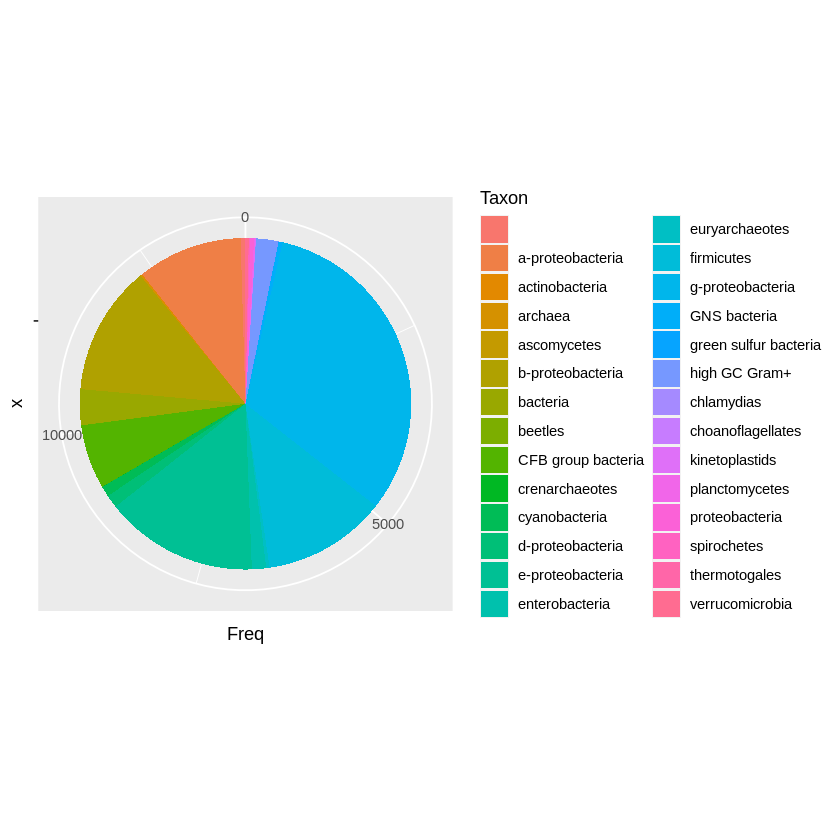 0
5000
10000
x
Freq
Taxon
a-proteobacteria
actinobacteria
archaea
ascomycetes
b-proteobacteria
bacteria
beetles
CFB group bacteria
crenarchaeotes
cyanobacteria
d-proteobacteria
e-proteobacteria
enterobacteria
euryarchaeotes
firmicutes
g-proteobacteria
GNS bacteria
green sulfur bacteria
high GC Gram+
chlamydias
choanoflagellates
kinetoplastids
planctomycetes
proteobacteria
spirochetes
thermotogales
verrucomicrobia